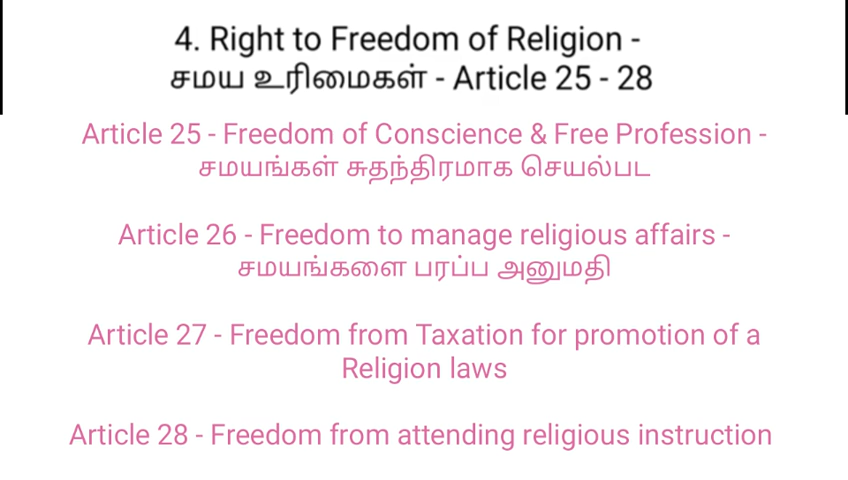 4. Right to Freedom of Religion -
சமய உரிமைகள் - Article 25 - 28
Article 25 - Freedom of Conscience & Free Profession -
சமயங்கள் சுதந்திரமாக செயல்பட
Article 26 - Freedom to manage religious affairs -
சமயங்களை பரப்ப அனுமதி
Article 27 - Freedom from Taxation for promotion of a
Religion laws
Article 28 - Freedom from attending religious instruction